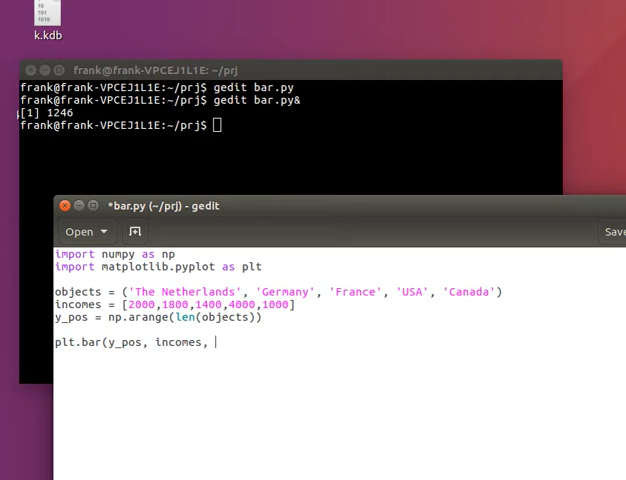 10
101
1010
k.kdb
frank@frank-VPCEJ1L1E: ~/prj
frank@frank-VPCEJ1L1E:~/prj$ gedit bar.py
frank@frank-VPCEJ1L1E:~/prj$ gedit bar.py&
[1] 1246
frank@frank-VPCEJ1L1E:~/prj$
*bar.py (~/prj) - gedit
Open
Save
import numpy as np
import matplotlib.pyplot as plt
objects = ('The Netherlands', 'Germany', 'France', 'USA', 'Canada')
incomes = [2000,1800,1400,4000,1000]
y_pos = np.arange(len(objects))
plt.bar(y_pos, incomes,